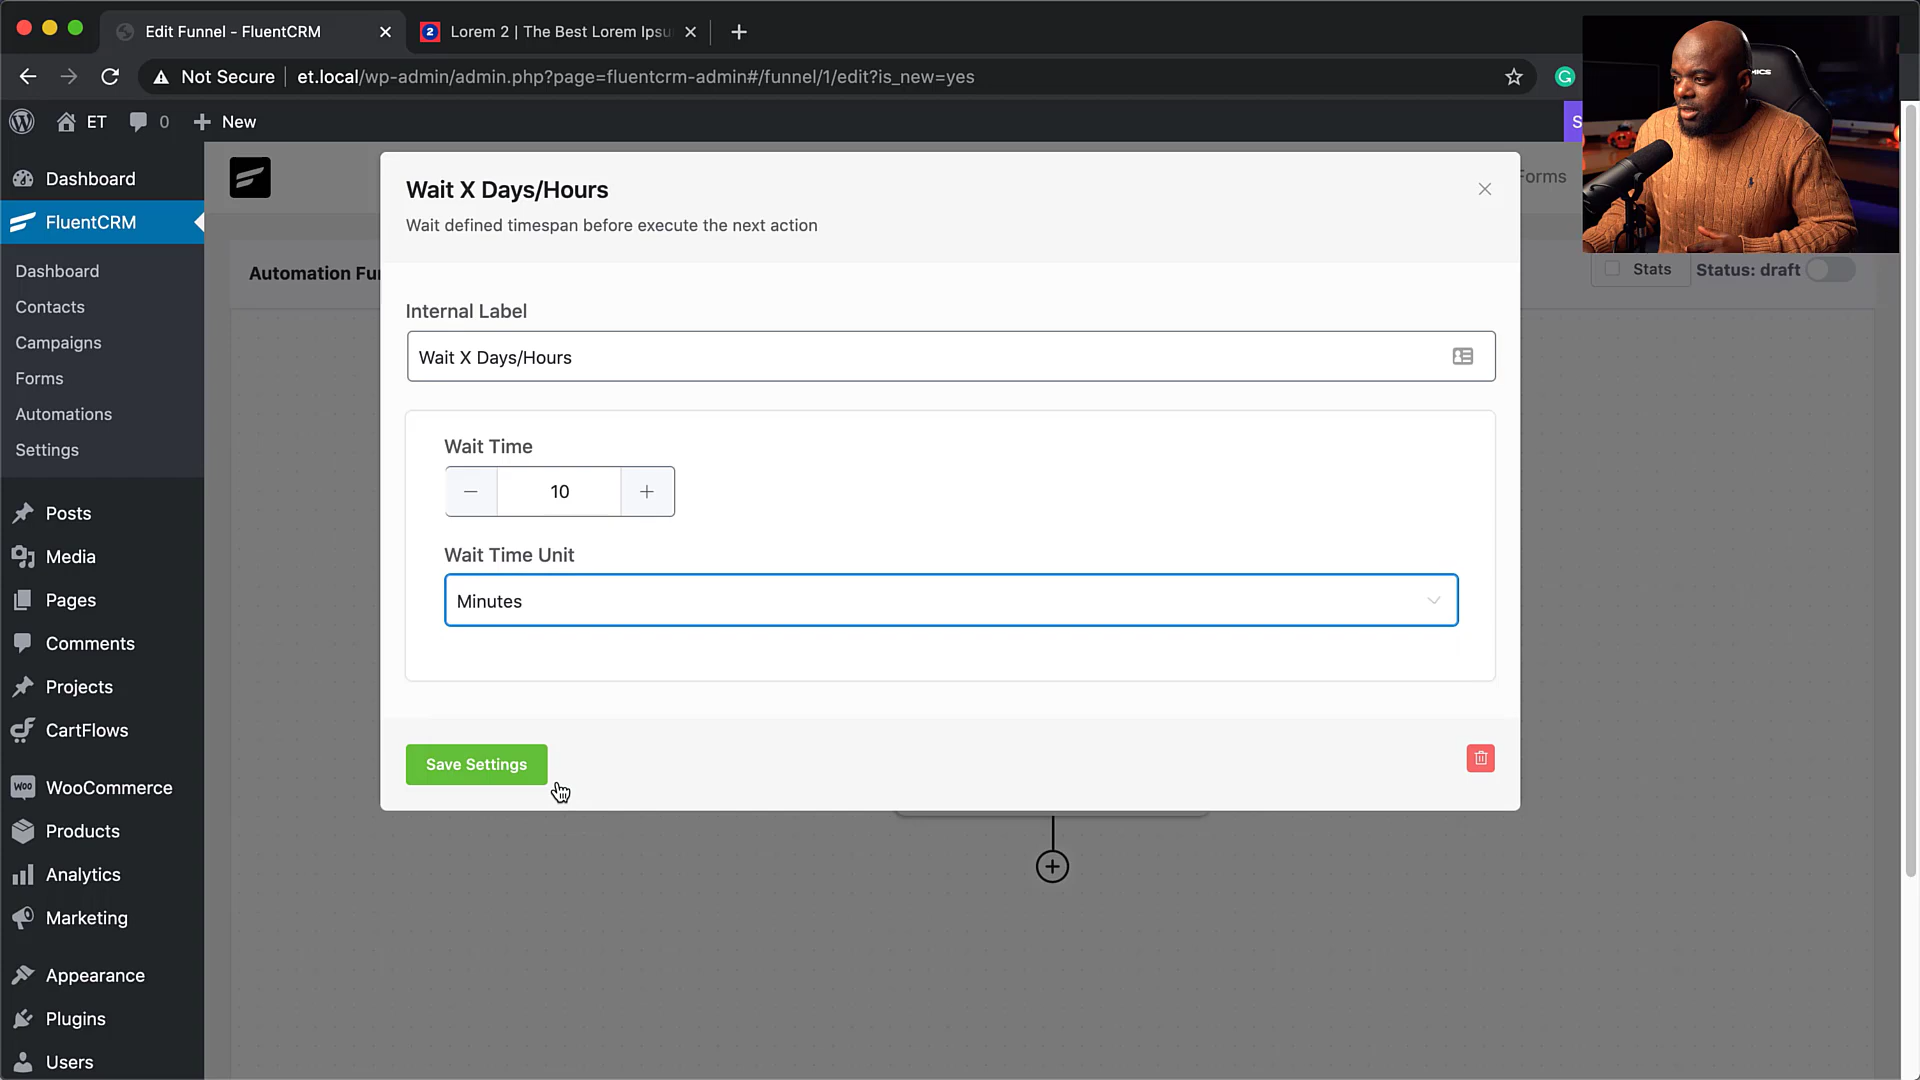 Edit Funnel - FluentCRM
2
Lorem 2 | The Best Lorem Ipsu
Not Secure
et.local/wp-admin/admin.php?page=fluentcrm-admin#/funnel/1/edit?is_new=yes
G
ET
0
New
S
Dashboard
FluentCRM
Dashboard
Contacts
Campaigns
Forms
Automations
Settings
Posts
Media
Pages
Comments
Projects
CartFlows
WooCommerce
Products
Analytics
Marketing
Appearance
Plugins
Users
Forms
Automation Fu
Stats
Status: draft
Wait X Days/Hours
Wait defined timespan before execute the next action
Internal Label
Wait X Days/Hours
Wait Time
10
Wait Time Unit
Minutes
Save Settings